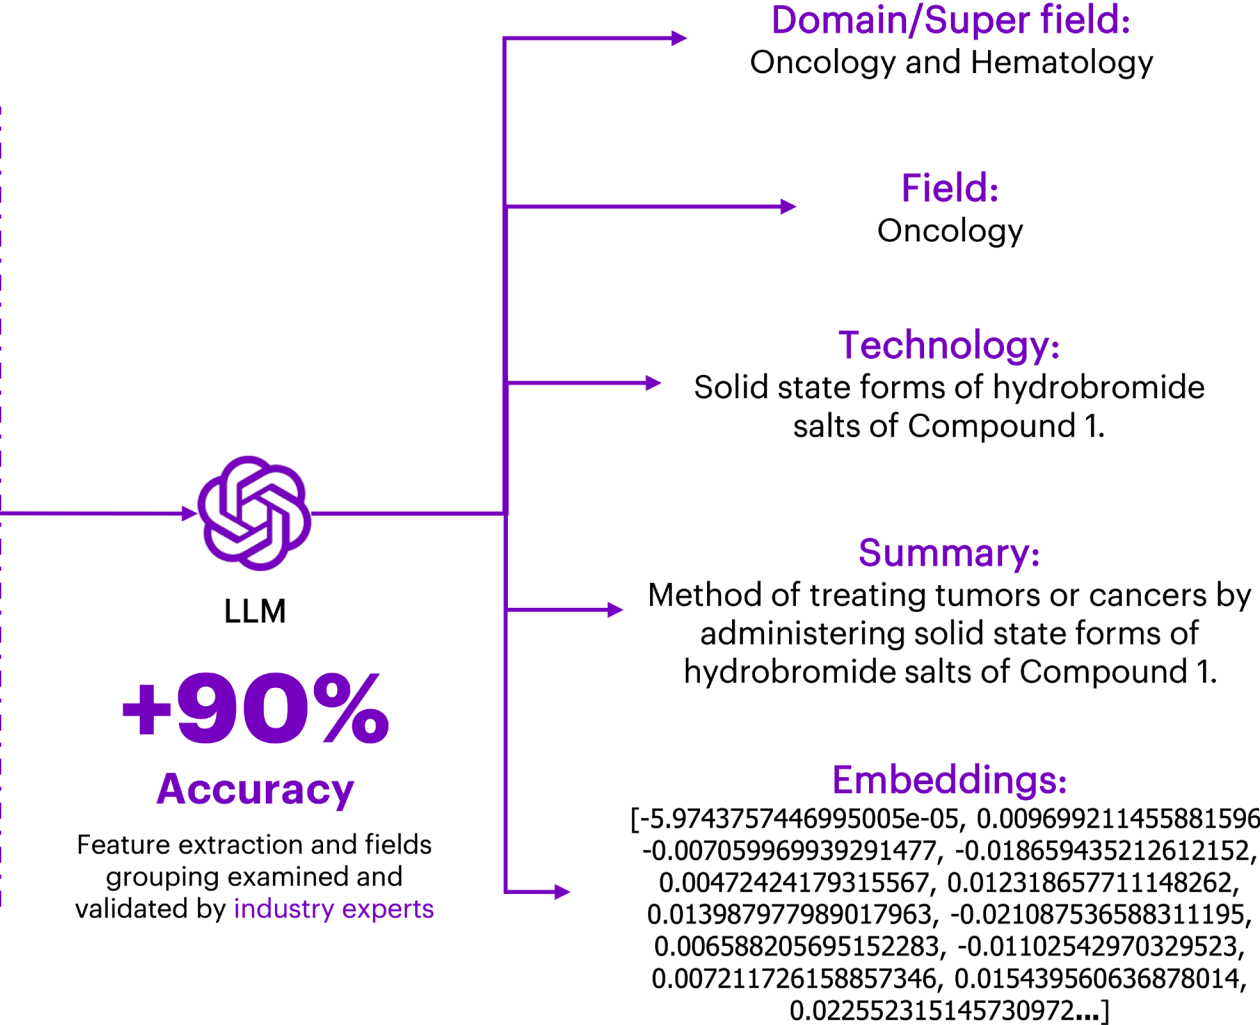 Domain/Super field:
Oncology and Hematology
Field:
Oncology
Technology:
Solid state forms of hydrobromide
salts of Compound 1.
LLM
+90%
Accuracy
Feature extraction and fields
grouping examined and
validated by industry experts
Summary:
Method of treating tumors or cancers by
administering solid state forms of
hydrobromide salts of Compound 1.
Embeddings:
[-5.9743757446995005e-05, 0.009699211455881596
-0.007059969939291477, -0.018659435212612152,
0.00472424179315567, 0.012318657711148262,
0.013987977989017963, -0.021087536588311195,
0.006588205695152283, -0.01102542970329523,
0.007211726158857346, 0.015439560636878014,
0.022552315145730972...]